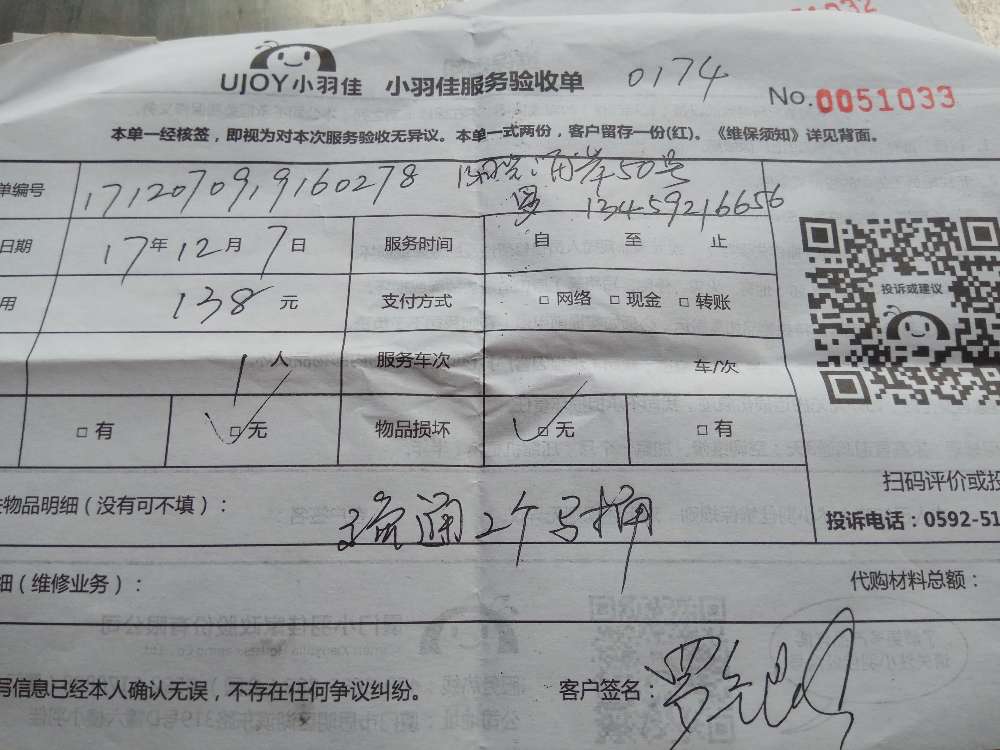 UJOY小羽佳 小羽佳服务验收单 0174 No.0051033
本单一经核签，即视为对本次服务验收无异议。本单一式两份，客户留存一份(红)。《维保须知》详见背面。
单编号 1712070919160278 50号
13459216656
日期 17年12月7日 服务时间 自 至 止
用 138元 支付方式 □ 网络 □ 现金 □ 转账
1人 服务车次 车/次
投诉或建议
□ 有 □ 无 物品损坏 □ 无 □ 有
扫码评价或投
物品明细（没有可不填）： 疏通2个马桶
投诉电话：0592-51
细（维修业务）： 代购材料总额：
写信息已经本人确认无误，不存在任何争议纠纷。 客户签名：